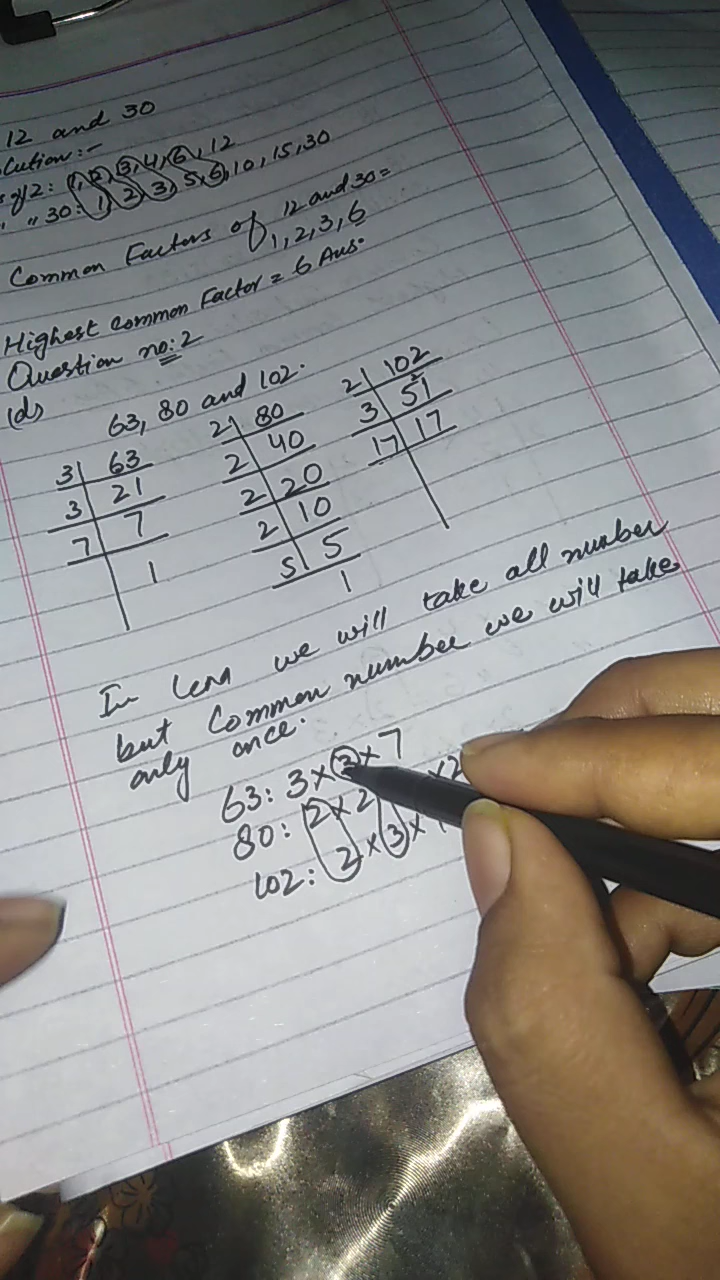 12 and 30
lution:-
s of 12: 1, 2, 3, 4, 6, 12
" " 30: 1, 2, 3, 5, 6, 10, 15, 30
Common Factors of 12 and 30=
1, 2, 3, 6
Highest Common Factor = 6 Ans.
Question no:2
(d)
63, 80 and 102.
3 63
3 21
7 7
1
2 80
2 40
2 20
2 10
5 5
1
2 102
3 51
17 17
In Lcm we will take all number
but Common number we will take
only once.
63: 3 × 3 × 7
80: 2 × 2 × 2
102: 2 × 3 ×